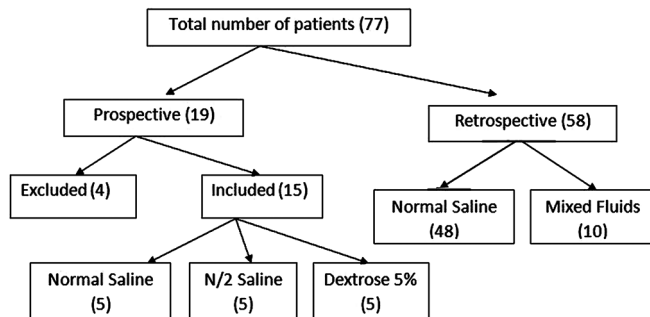 Total number of patients (77)
Prospective (19)
Retrospective (58)
Excluded (4)
Included (15)
Normal Saline
(48)
Mixed Fluids
(10)
Normal Saline
(5)
N/2 Saline
(5)
Dextrose 5%
(5)